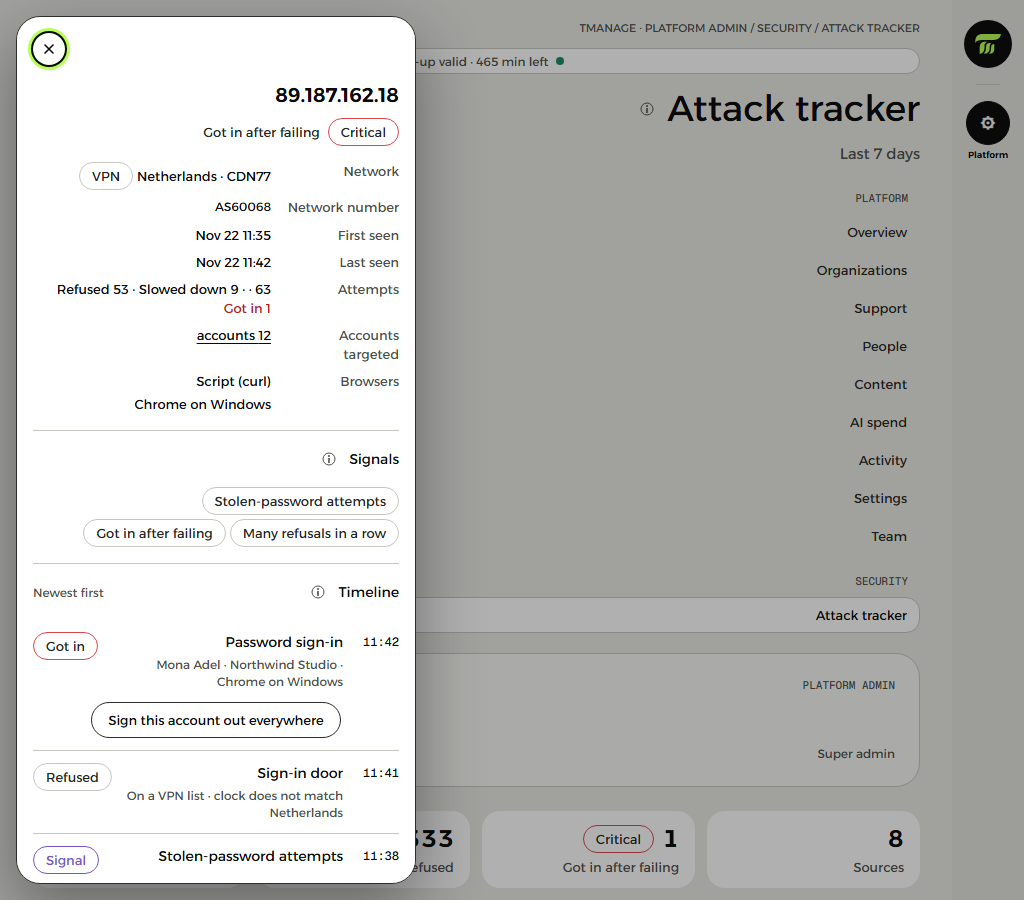 TMANAGE · PLATFORM ADMIN / SECURITY / ATTACK TRACKER
-up valid · 465 min left
Attack tracker
Last 7 days
Platform
PLATFORM
Overview
Organizations
Support
People
Content
AI spend
Activity
Settings
Team
SECURITY
Attack tracker
PLATFORM ADMIN
Super admin
8
Sources
1 Critical
Got in after failing
33
efused
89.187.162.18
Got in after failing Critical
Network
VPN Netherlands · CDN77
Network number
AS60068
First seen
Nov 22 11:35
Last seen
Nov 22 11:42
Attempts
Refused 53 · Slowed down 9 · · 63
Got in 1
Accounts
targeted
accounts 12
Browsers
Script (curl)
Chrome on Windows
Signals
Stolen-password attempts
Got in after failing
Many refusals in a row
Timeline
Newest first
11:42
Password sign-in
Got in
Mona Adel · Northwind Studio ·
Chrome on Windows
Sign this account out everywhere
11:41
Sign-in door
Refused
On a VPN list · clock does not match
Netherlands
11:38
Stolen-password attempts
Signal